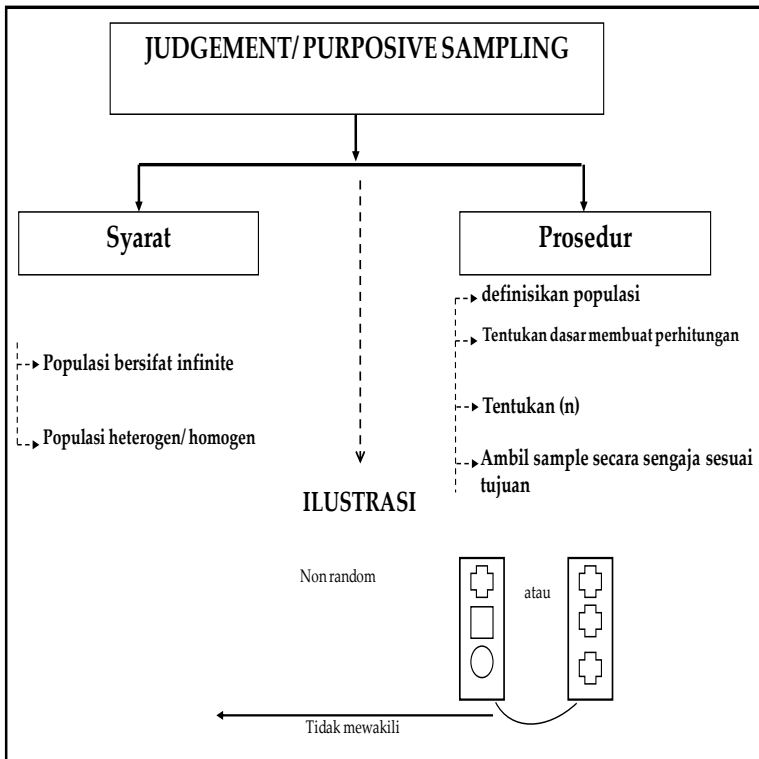 JUDGEMENT/ PURPOSIVE SAMPLING
Syarat
Populasi bersifat infinite
Populasi heterogen/ homogen
Prosedur
definisikan populasi
Tentukan dasar membuat perhitungan
Tentukan (n)
Ambil sample secara sengaja sesuai
tujuan
ILUSTRASI
Non random
atau
Tidak mewakili